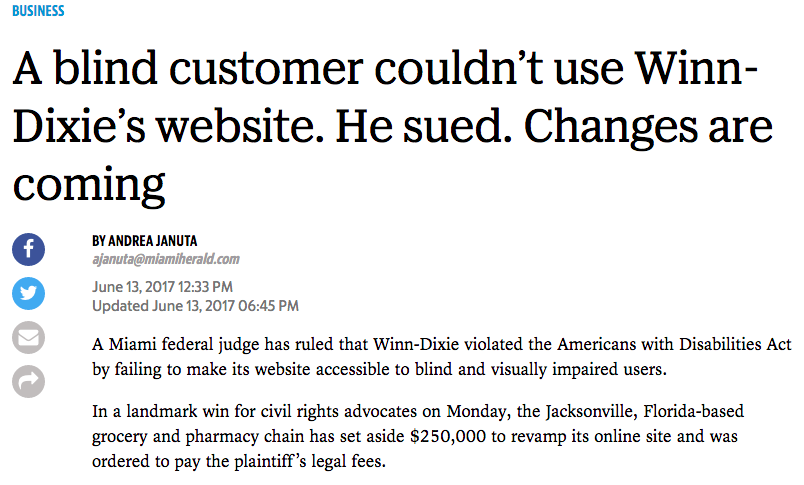 BUSINESS
A blind customer couldn’t use Winn-
Dixie’s website. He sued. Changes are
coming
BY ANDREA JANUTA
ajanuta@miamiherald.com
June 13, 2017 12:33 PM
Updated June 13, 2017 06:45 PM
A Miami federal judge has ruled that Winn-Dixie violated the Americans with Disabilities Act
by failing to make its website accessible to blind and visually impaired users.
In a landmark win for civil rights advocates on Monday, the Jacksonville, Florida-based
grocery and pharmacy chain has set aside $250,000 to revamp its online site and was
ordered to pay the plaintiff’s legal fees.